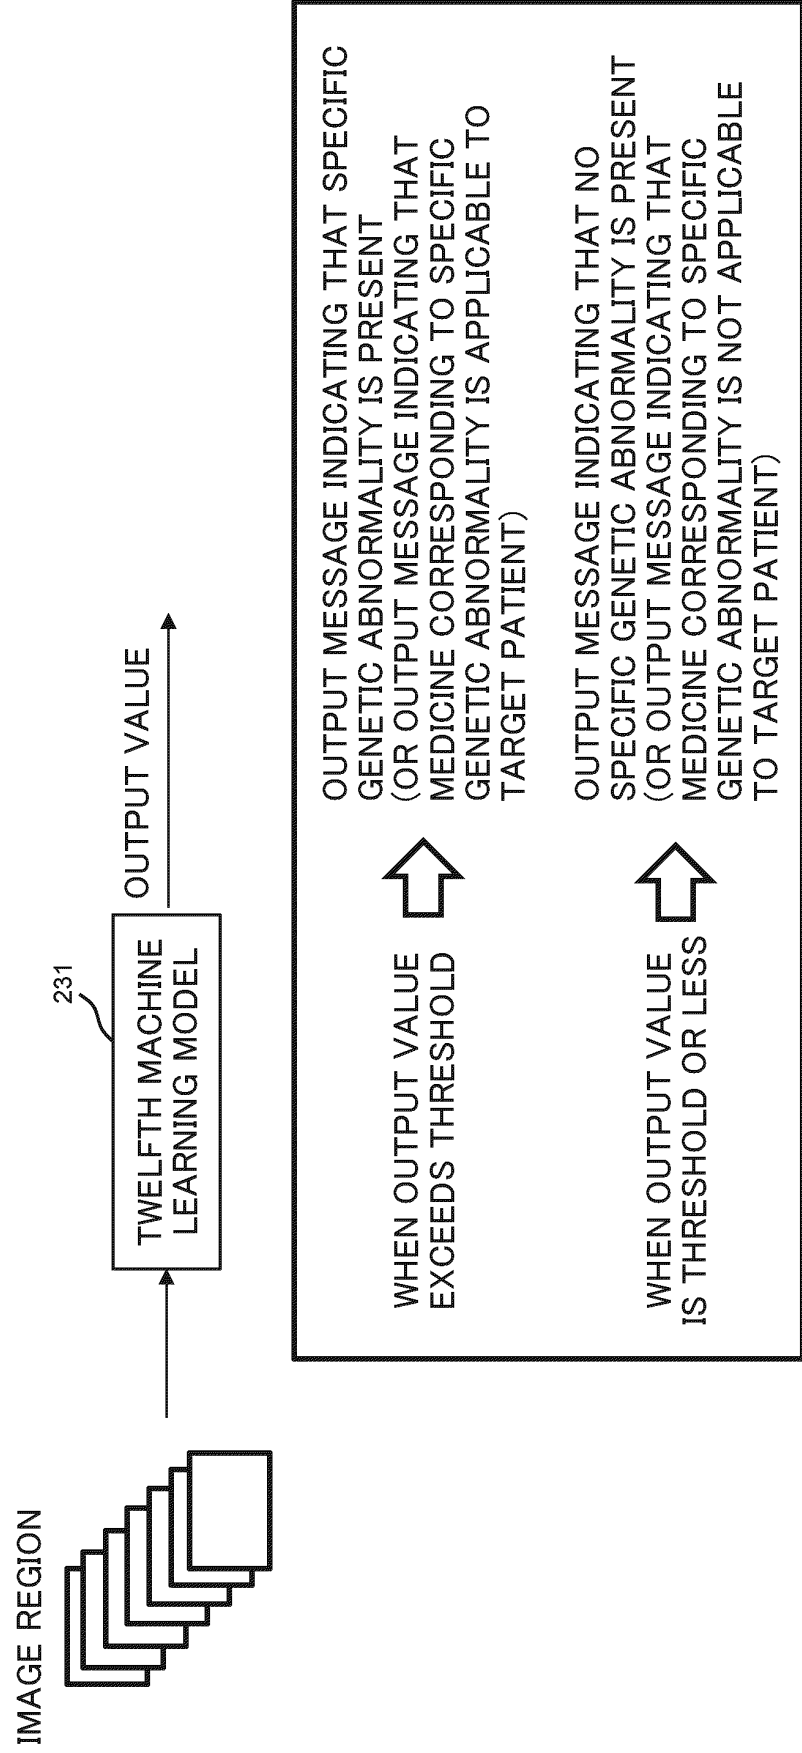 IMAGE REGION
231
TWELFTH MACHINE
LEARNING MODEL
OUTPUT VALUE
WHEN OUTPUT VALUE
EXCEEDS THRESHOLD
OUTPUT MESSAGE INDICATING THAT SPECIFIC
GENETIC ABNORMALITY IS PRESENT
(OR OUTPUT MESSAGE INDICATING THAT
MEDICINE CORRESPONDING TO SPECIFIC
GENETIC ABNORMALITY IS APPLICABLE TO
TARGET PATIENT)
WHEN OUTPUT VALUE
IS THRESHOLD OR LESS
OUTPUT MESSAGE INDICATING THAT NO
SPECIFIC GENETIC ABNORMALITY IS PRESENT
(OR OUTPUT MESSAGE INDICATING THAT
MEDICINE CORRESPONDING TO SPECIFIC
GENETIC ABNORMALITY IS NOT APPLICABLE
TO TARGET PATIENT)